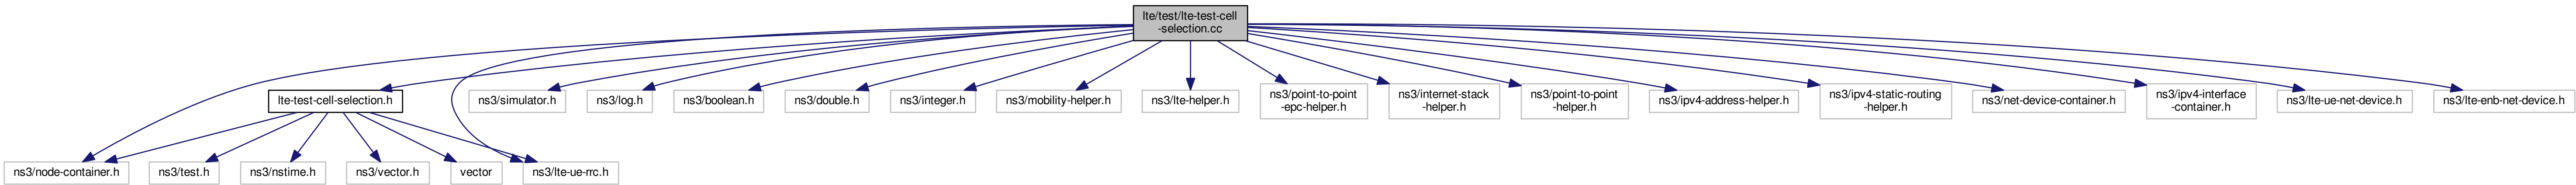 lte/test/lte-test-cell
-selection.cc
lte-test-cell-selection.h
ns3/simulator.h
ns3/log.h
ns3/boolean.h
ns3/double.h
ns3/integer.h
ns3/mobility-helper.h
ns3/lte-helper.h
ns3/point-to-point
-epc-helper.h
ns3/internet-stack
-helper.h
ns3/point-to-point
-helper.h
ns3/ipv4-address-helper.h
ns3/ipv4-static-routing
-helper.h
ns3/net-device-container.h
ns3/ipv4-interface
-container.h
ns3/lte-ue-net-device.h
ns3/lte-enb-net-device.h
ns3/node-container.h
ns3/test.h
ns3/nstime.h
ns3/vector.h
vector
ns3/lte-ue-rrc.h